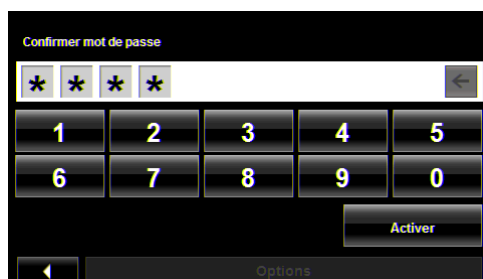 Confirmer mot de passe
* * * *
1 2 3 4 5
6 7 8 9 0
Activer
Options